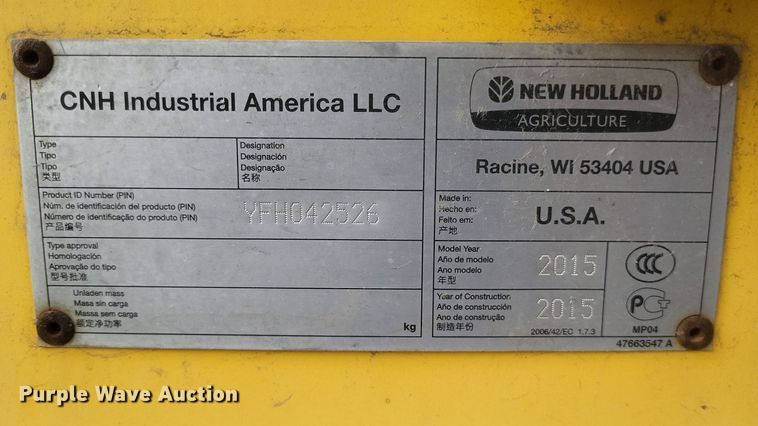 CNH Industrial America LLC
NEW HOLLAND
AGRICULTURE
Racine, WI 53404 USA
Type
Tipo
Tipo
类型
Designation
Designación
Designação
名称
Product ID Number (PIN)
Núm. de identificación del producto (PIN)
Número de identificação do produto (PIN)
产品编号
YFH042526
Made in:
Hecho en:
Feito em:
产地
U.S.A.
Type approval
Homologación
Aprovação do tipo
型号批准
Model Year
Año de modelo
Ano modelo
年型
2015
CCC
Unladen mass
Masa sin carga
Massa sem carga
额定净功率
kg
Year of Construction
Año de construcción
Ano de construção
制造年份
2015
2006/42/EC 1.7.3
PG
MP04
47663547 A
Purple Wave Auction